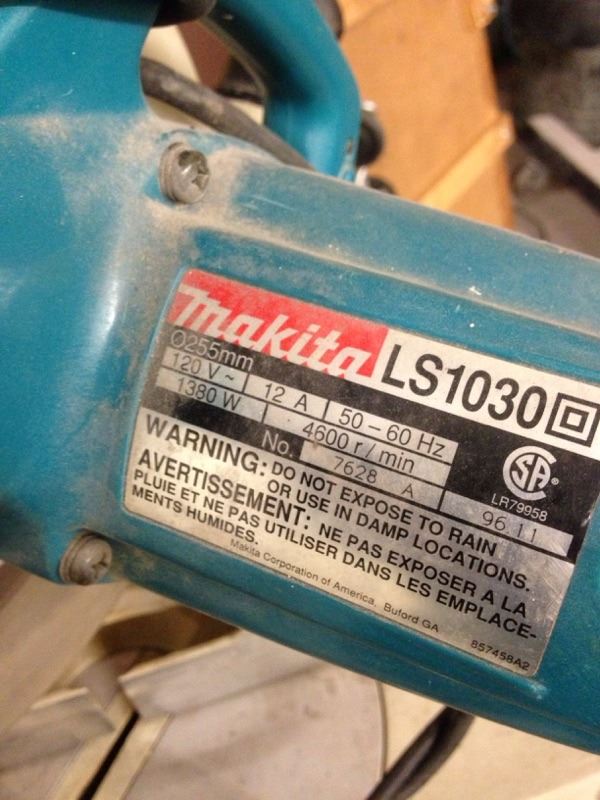 makita LS1030
Ø255mm
120 V ~ 12 A 50-60 Hz
1380 W 4600 r/min
No. 7628 A 96.11
SA ®
LR79958
WARNING: DO NOT EXPOSE TO RAIN
OR USE IN DAMP LOCATIONS.
AVERTISSEMENT: NE PAS EXPOSER A LA
PLUIE ET NE PAS UTILISER DANS LES EMPLACE-
MENTS HUMIDES.
Makita Corporation of America, Buford GA
857458A2